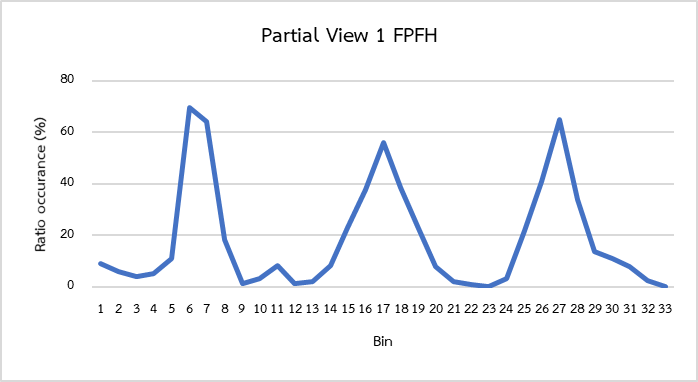 Partial View 1 FPFH
80
60
40
20
0
Ratio occurance (%)
1 2 3 4 5 6 7 8 9 10 11 12 13 14 15 16 17 18 19 20 21 22 23 24 25 26 27 28 29 30 31 32 33
Bin